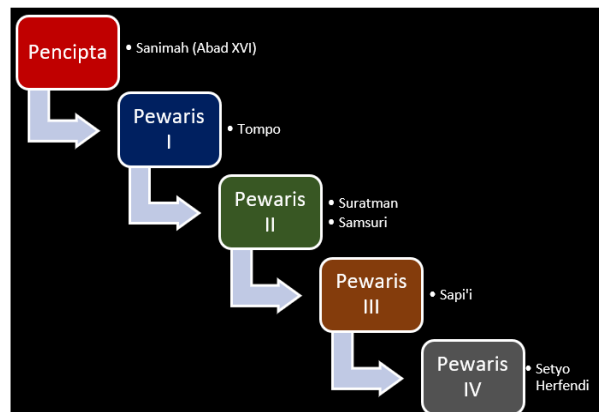 Pencipta
• Sanimah (Abad XVI)
Pewaris
I
• Tompo
Pewaris
II
• Suratman
• Samsuri
Pewaris
III
• Sapi'i
Pewaris
IV
• Setyo
Herfendi